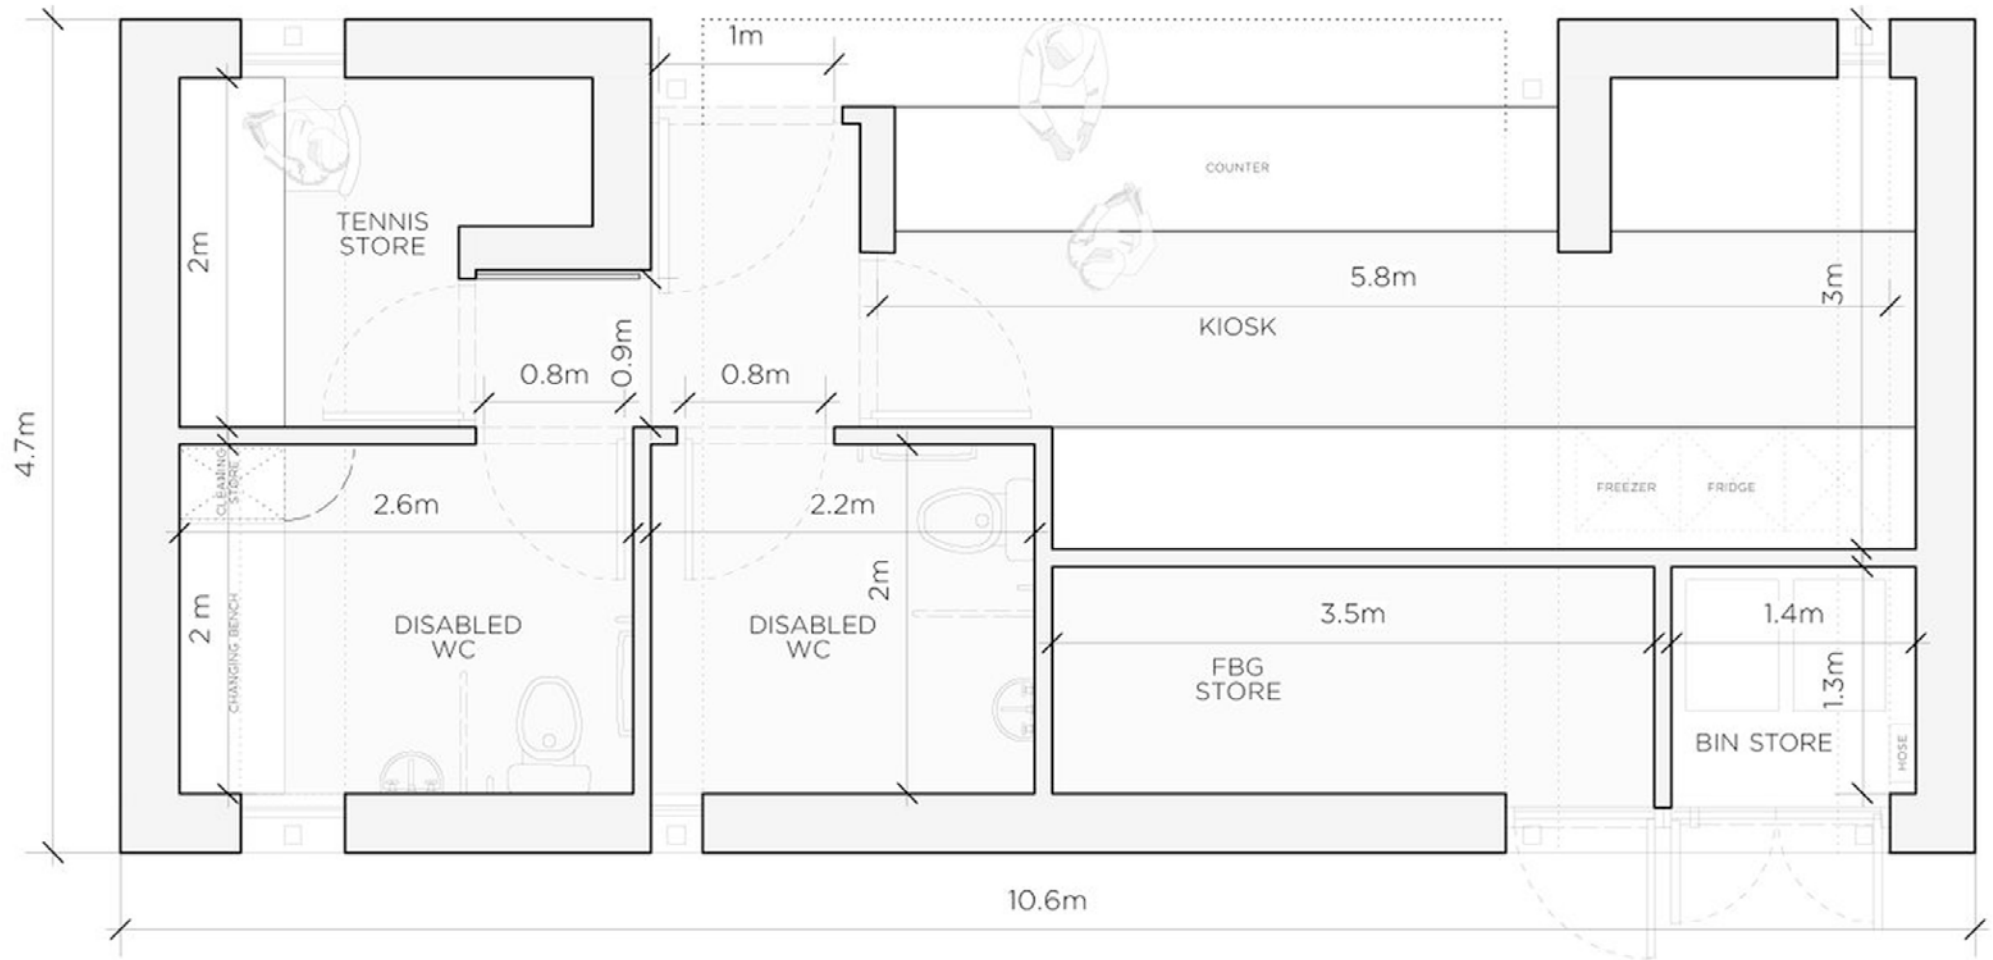 1m
COUNTER
TENNIS
STORE
2m
5.8m
3m
KIOSK
0.9m
0.8m
0.8m
4.7m
CLEANING
STORE
2.6m
2.2m
FREEZER
FRIDGE
2m
2 m
CHANGING BENCH
DISABLED
WC
DISABLED
WC
3.5m
1.4m
FBG
STORE
1.3m
BIN STORE
HOSE
10.6m